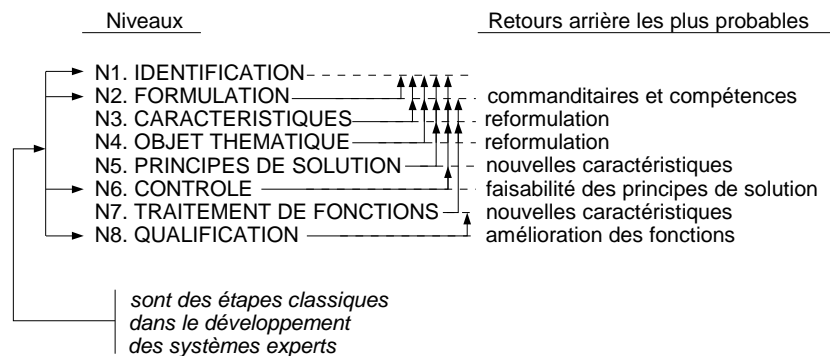 Niveaux Retours arrière les plus probables
N1. IDENTIFICATION
N2. FORMULATION commanditaires et compétences
N3. CARACTERISTIQUES reformulation
N4. OBJET THEMATIQUE reformulation
N5. PRINCIPES DE SOLUTION nouvelles caractéristiques
N6. CONTROLE faisabilité des principes de solution
N7. TRAITEMENT DE FONCTIONS nouvelles caractéristiques
N8. QUALIFICATION amélioration des fonctions
sont des étapes classiques
dans le développement
des systèmes experts